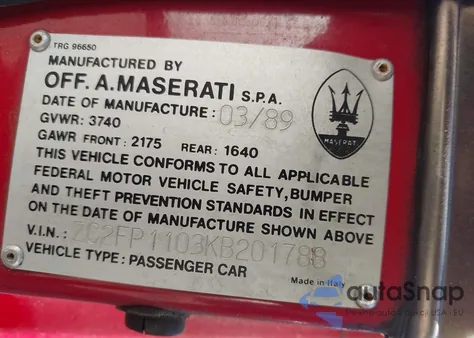 TRG 96650
MANUFACTURED BY
OFF. A. MASERATI S.P.A.
DATE OF MANUFACTURE: 03/89
GVWR: 3740
GAWR FRONT: 2175 REAR: 1640
THIS VEHICLE CONFORMS TO ALL APPLICABLE
FEDERAL MOTOR VEHICLE SAFETY, BUMPER
AND THEFT PREVENTION STANDARDS IN EFFECT
ON THE DATE OF MANUFACTURE SHOWN ABOVE
V.I.N.: ZC2FP1103KB201788
VEHICLE TYPE: PASSENGER CAR
MASERATI
Made in Italy
autoSnap